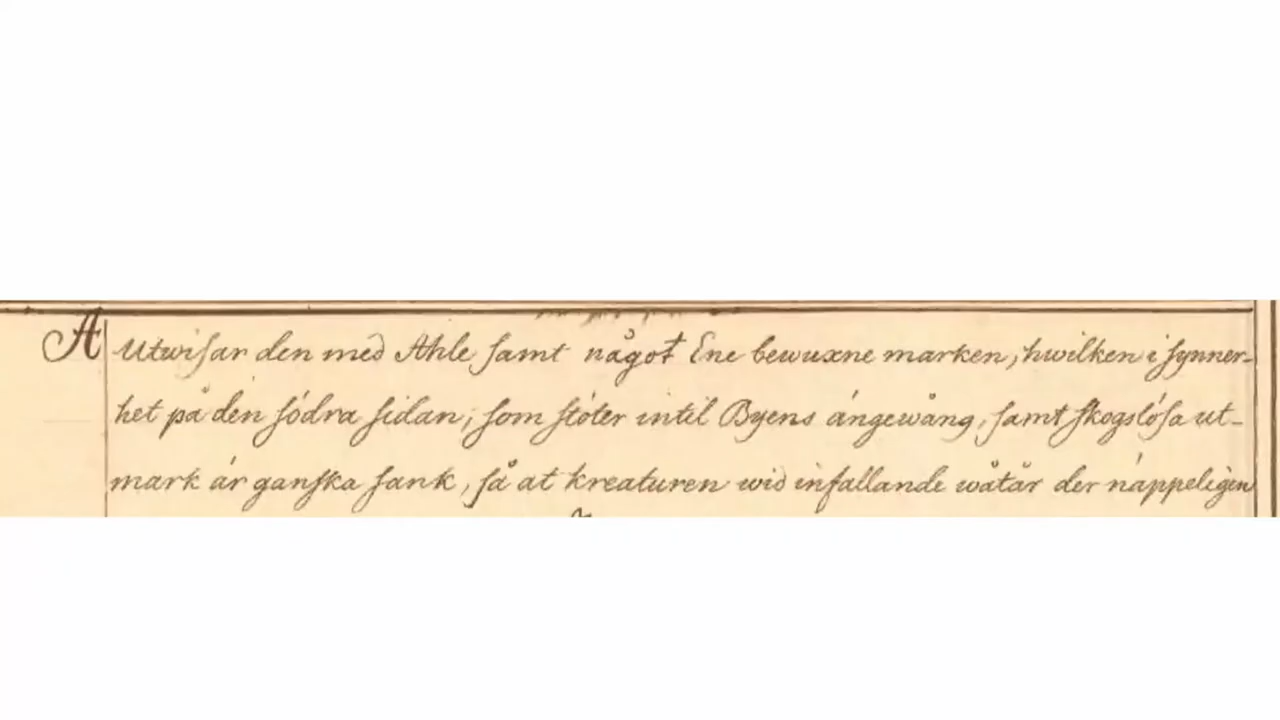 A Utwisar den med Ahle samt något Ene bewuxne marken, hwilken i synner-
het på den södra sidan, som stöter intil Byens ängewång, samt skogslösa ut-
mark är ganska sank, så at kreaturen wid infallande wåtår der näppeligen